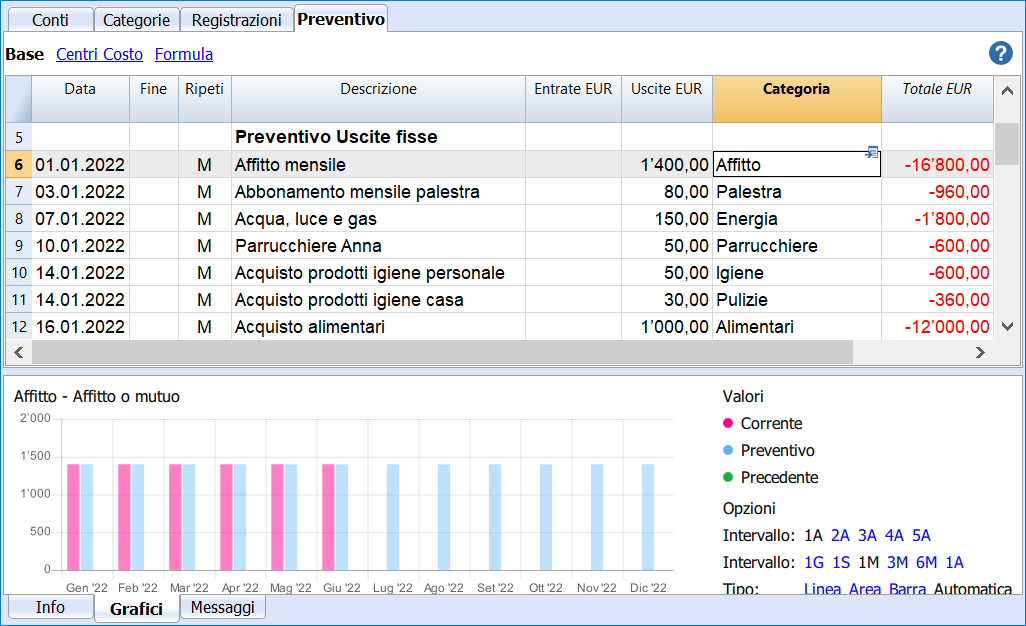 Conti Categorie Registrazioni Preventivo
Base Centri Costo Formula ?
Data Fine Ripeti Descrizione Entrate EUR Uscite EUR Categoria Totale EUR
5 Preventivo Uscite fisse
6 01.01.2022 M Affitto mensile 1’400,00 Affitto -16’800,00
7 03.01.2022 M Abbonamento mensile palestra 80,00 Palestra -960,00
8 07.01.2022 M Acqua, luce e gas 150,00 Energia -1’800,00
9 10.01.2022 M Parrucchiere Anna 50,00 Parrucchiere -600,00
10 14.01.2022 M Acquisto prodotti igiene personale 50,00 Igiene -600,00
11 14.01.2022 M Acquisto prodotti igiene casa 30,00 Pulizie -360,00
12 16.01.2022 M Acquisto alimentari 1’000,00 Alimentari -12’000,00
Affitto - Affitto o mutuo
2’000
1’500
1’000
500
0
Gen '22 Feb '22 Mar '22 Apr '22 Mag '22 Giu '22 Lug '22 Ago '22 Set '22 Ott '22 Nov '22 Dic '22
Valori
Corrente
Preventivo
Precedente
Opzioni
Intervallo: 1A 2A 3A 4A 5A
Intervallo: 1G 1S 1M 3M 6M 1A
Tipo: Linea Area Barra Automatica
Info Grafici Messaggi